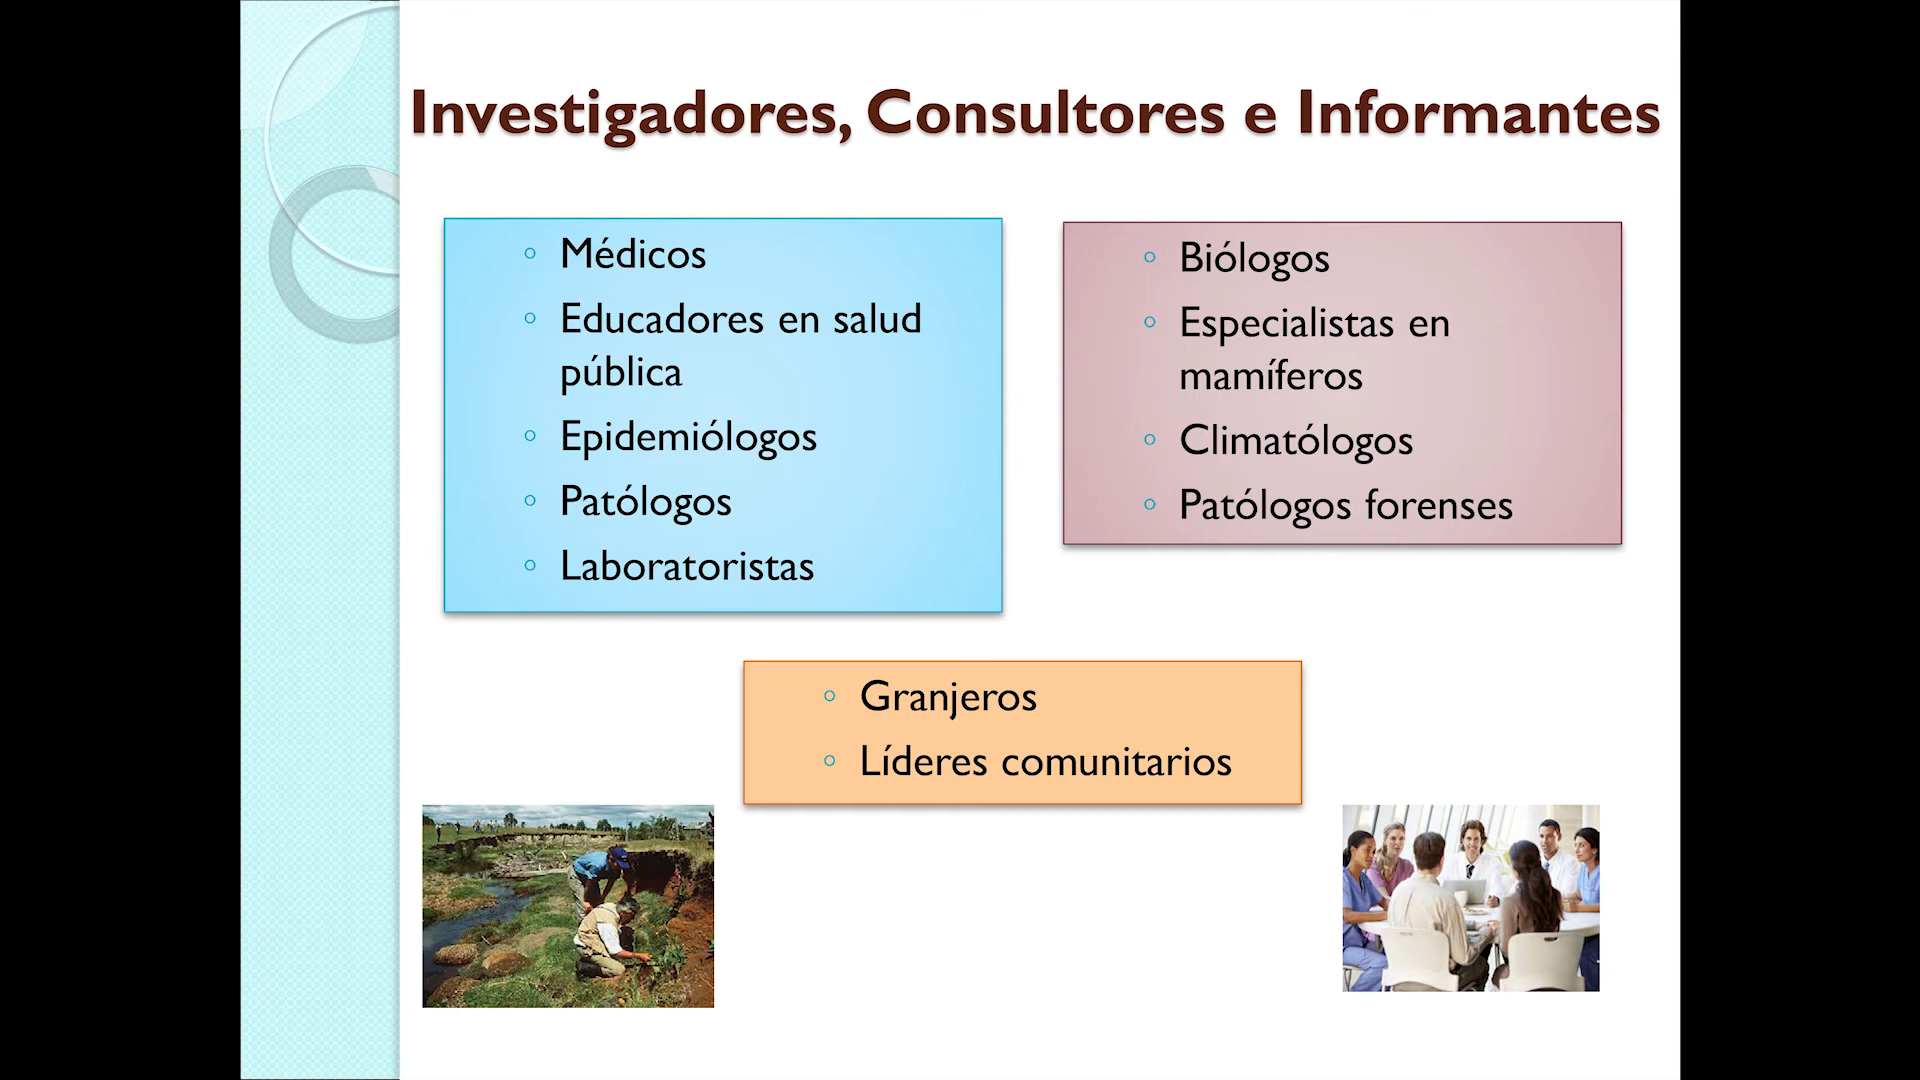 Investigadores, Consultores e Informantes
Médicos
Educadores en salud
pública
Epidemiólogos
Patólogos
Laboratoristas
Biólogos
Especialistas en
mamíferos
Climatólogos
Patólogos forenses
Granjeros
Líderes comunitarios